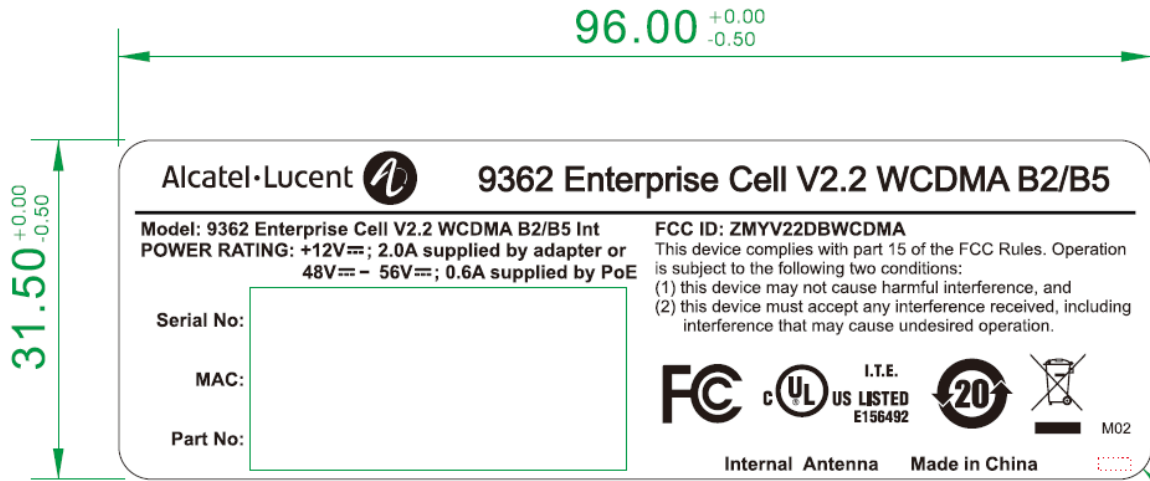 96.00 +0.00
-0.50
31.50 +0.00
-0.50
Alcatel·Lucent
9362 Enterprise Cell V2.2 WCDMA B2/B5
Model: 9362 Enterprise Cell V2.2 WCDMA B2/B5 Int
POWER RATING: +12V⎓; 2.0A supplied by adapter or
48V⎓ – 56V⎓; 0.6A supplied by PoE
Serial No:
MAC:
Part No:
FCC ID: ZMYV22DBWCDMA
This device complies with part 15 of the FCC Rules. Operation
is subject to the following two conditions:
(1) this device may not cause harmful interference, and
(2) this device must accept any interference received, including
interference that may cause undesired operation.
FC
C UL ® US LISTED
I.T.E.
E156492
20
M02
Internal Antenna Made in China